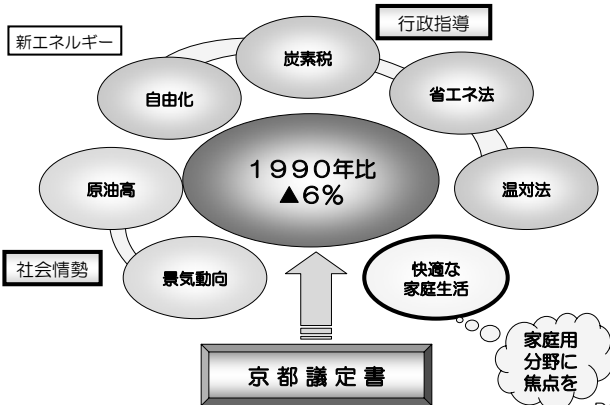 行政指導
新エネルギー
炭素税
自由化
省エネ法
1990年比
▲6%
原油高
温対法
社会情勢
景気動向
快適な
家庭生活
京都議定書
家庭用
分野に
焦点を